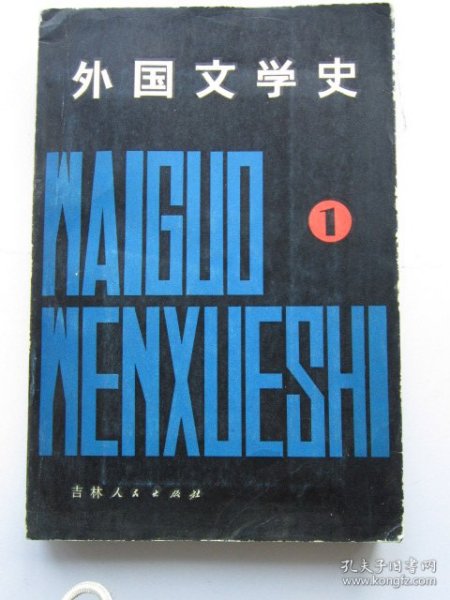 外国文学史
WAIGUO
1
WENXUESHI
吉林人民出版社
孔夫子旧书网
www.kongfz.com